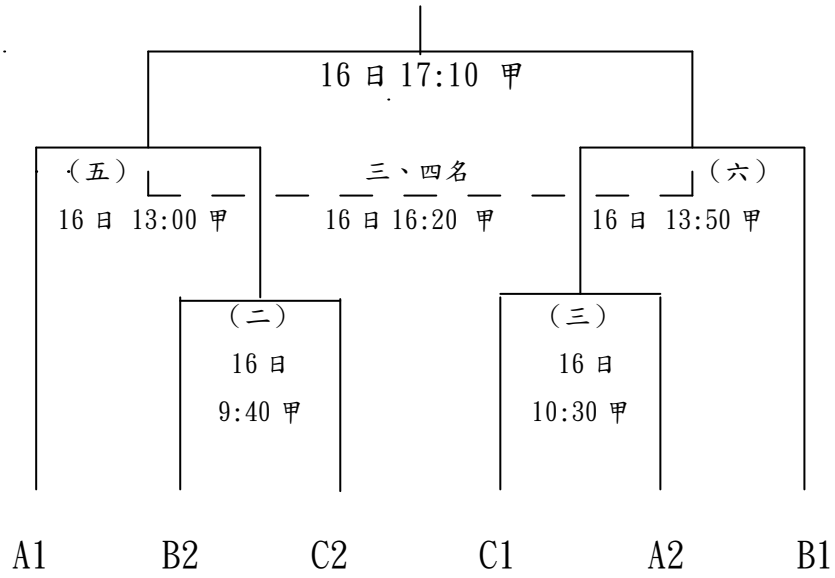 16 日 17:10 甲
（五）
三、四名
（六）
16 日 13:00 甲
16 日 16:20 甲
16 日 13:50 甲
（二）
（三）
16 日
16 日
9:40 甲
10:30 甲
A1 B2 C2 C1 A2 B1